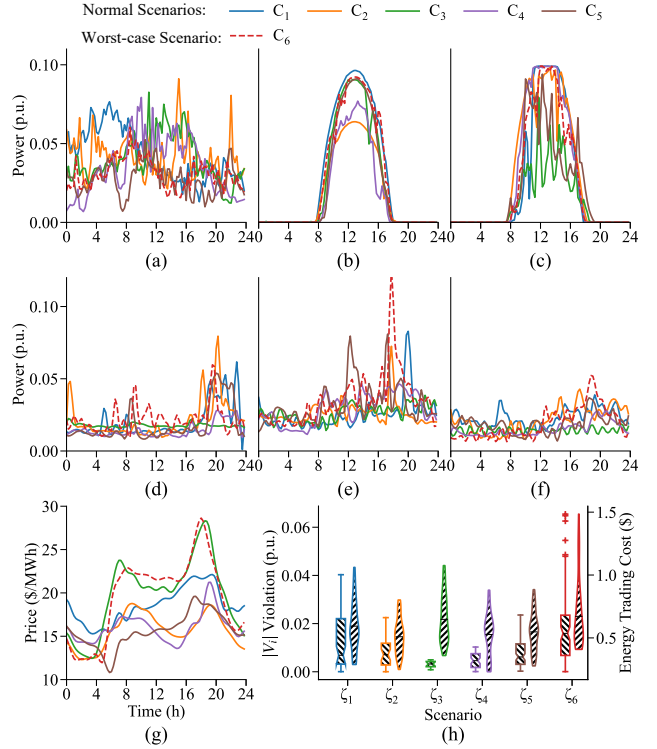 Normal Scenarios: C1 C2 C3 C4 C5
Worst-case Scenario: C6
Power (p.u.)
0.10
0.05
0.00
0 4 8 12 16 20 24
4 8 12 16 20 24
4 8 12 16 20 24
(a) (b) (c)
Power (p.u.)
0.10
0.05
0.00
0 4 8 12 16 20 24
4 8 12 16 20 24
4 8 12 16 20 24
(d) (e) (f)
Price ($/MWh)
30
25
20
15
10
0 4 8 12 16 20 24
Time (h)
(g)
|Vi| Violation (p.u.)
0.06
0.04
0.02
0.00
ζ1 ζ2 ζ3 ζ4 ζ5 ζ6
Scenario
1.5
1.0
0.5
Energy Trading Cost ($)
(h)